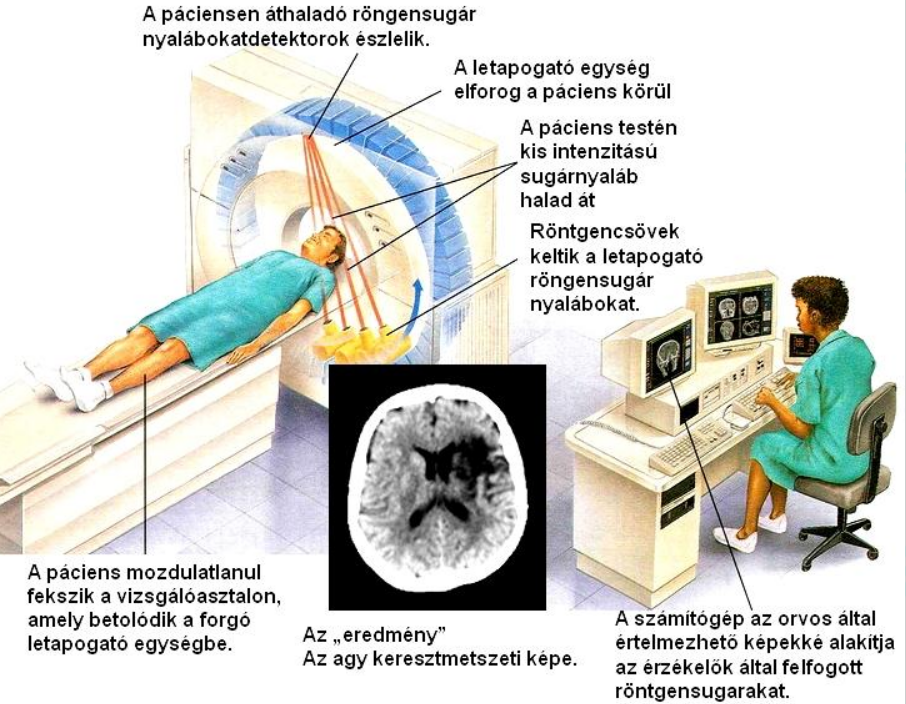 A páciensen áthaladó röngensugár
nyalábokatdetektorok észlelik.
A letapogató egység
elforog a páciens körül
A páciens testén
kis intenzitású
sugárnyaláb
halad át
Röntgencsövek
keltik a letapogató
röngensugár
nyalábokat.
A páciens mozdulatlanul
fekszik a vizsgálóasztalon,
amely betolódik a forgó
letapogató egységbe.
Az „eredmény”
Az agy keresztmetszeti képe.
A számítógép az orvos által
értelmezhető képekké alakítja
az érzékelők által felfogott
röntgensugarakat.